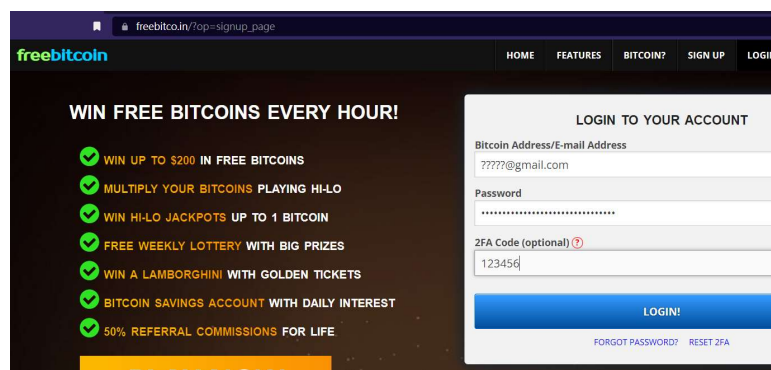 freebitco.in/?op=signup_page
freebitcoin
HOME FEATURES BITCOIN? SIGN UP
WIN FREE BITCOINS EVERY HOUR!
WIN UP TO $200 IN FREE BITCOINS
MULTIPLY YOUR BITCOINS PLAYING HI-LO
WIN HI-LO JACKPOTS UP TO 1 BITCOIN
FREE WEEKLY LOTTERY WITH BIG PRIZES
WIN A LAMBORGHINI WITH GOLDEN TICKETS
BITCOIN SAVINGS ACCOUNT WITH DAILY INTEREST
50% REFERRAL COMMISSIONS FOR LIFE
LOGIN TO YOUR ACCOUNT
Bitcoin Address/E-mail Address
?????@gmail.com
Password
2FA Code (optional) ?
123456
LOGIN!
FORGOT PASSWORD? RESET 2FA